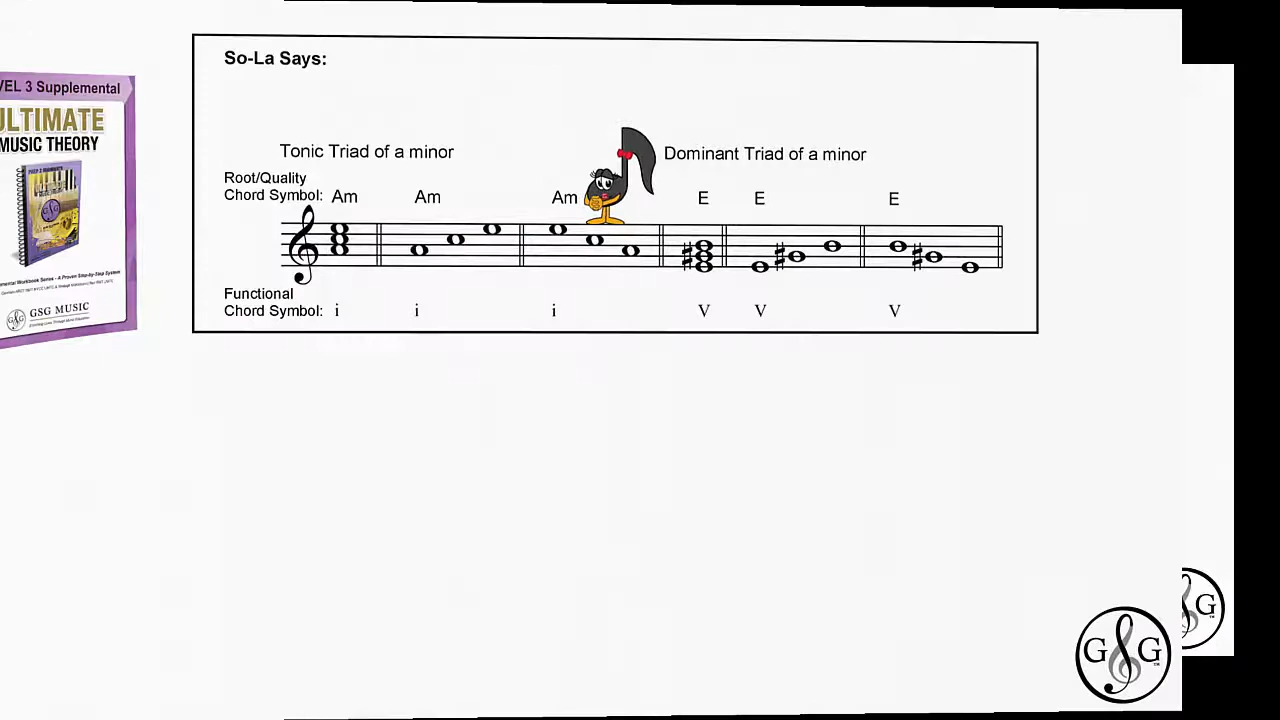 So-La Says:
VEL 3 Supplemental
ULTIMATE
MUSIC THEORY
GSG MUSIC
Tonic Triad of a minor
Dominant Triad of a minor
Root/Quality
Chord Symbol: Am Am Am E E E
Functional
Chord Symbol: i i i V V V
G G
G